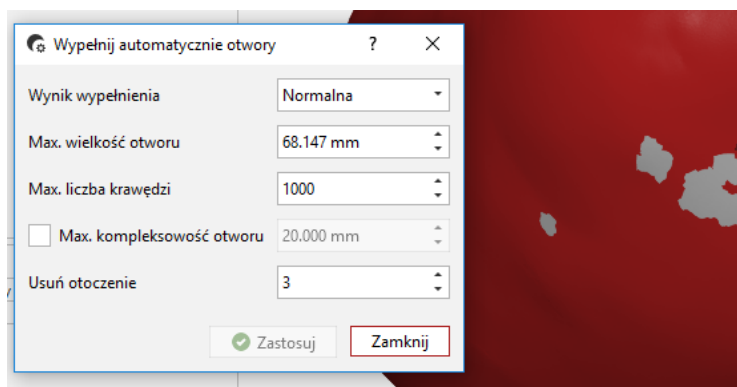 Wypełnij automatycznie otwory ?
Wynik wypełnienia Normalna
Max. wielkość otworu 68.147 mm
Max. liczba krawędzi 1000
Max. kompleksowość otworu 20.000 mm
Usuń otoczenie 3
Zastosuj Zamknij